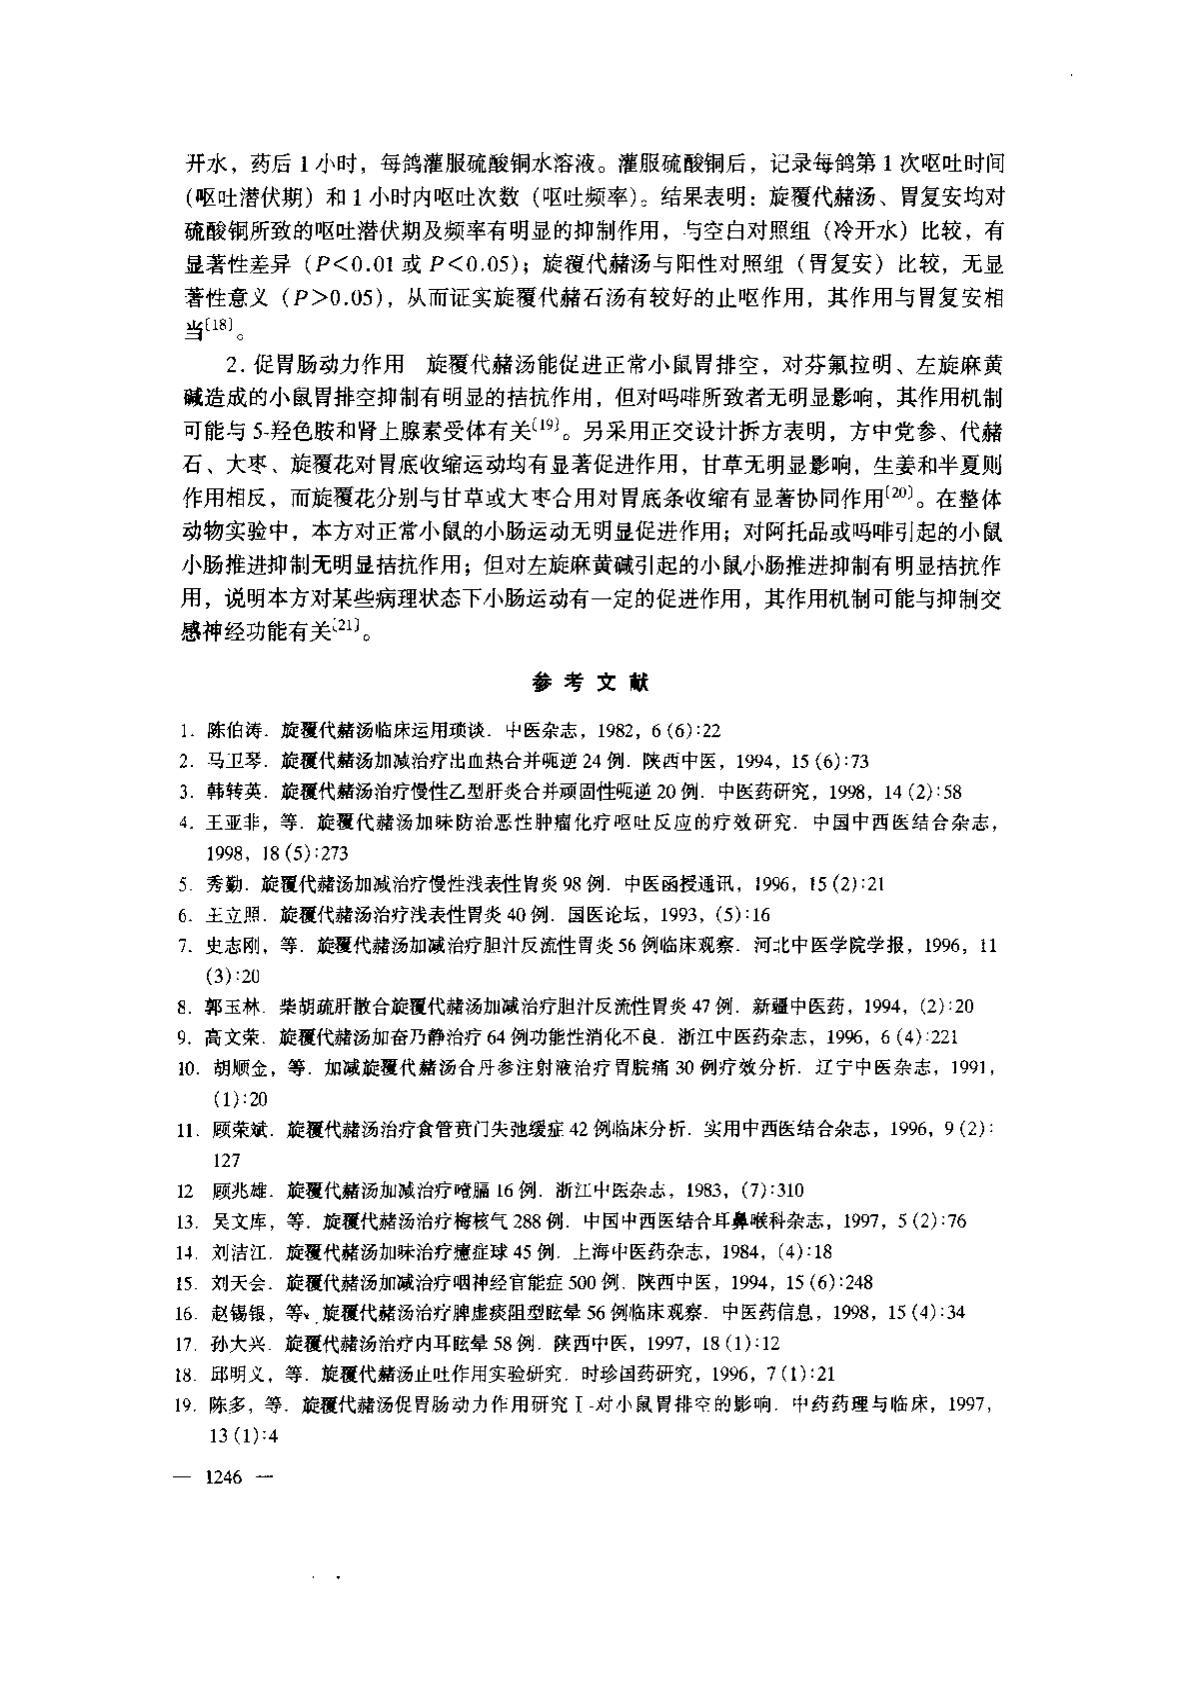 开水，药后 1 小时，每鸽灌服硫酸铜水溶液。灌服硫酸铜后，记录每鸽第 1 次呕吐时间
(呕吐潜伏期）和 1 小时内呕吐次数（呕吐频率）。结果表明：旋覆代赭汤、胃复安均对
硫酸铜所致的呕吐潜伏期及频率有明显的抑制作用，与空白对照组（冷开水）比较，有
显著性差异（P＜0.01 或 P＜0.05）；旋覆代赭汤与阳性对照组（胃复安）比较，无显
著性意义（P＞0.05），从而证实旋覆代赭石汤有较好的止呕作用，其作用与胃复安相
当〔18〕。
2. 促胃肠动力作用　旋覆代赭汤能促进正常小鼠胃排空，对芬氟拉明、左旋麻黄
碱造成的小鼠胃排空抑制有明显的拮抗作用，但对吗啡所致者无明显影响，其作用机制
可能与 5-羟色胺和肾上腺素受体有关〔19〕。另采用正交设计拆方表明，方中党参、代赭
石、大枣、旋覆花对胃底收缩运动均有显著促进作用，甘草无明显影响，生姜和半夏则
作用相反，而旋覆花分别与甘草或大枣合用对胃底条收缩有显著协同作用〔20〕。在整体
动物实验中，本方对正常小鼠的小肠运动无明显促进作用；对阿托品或吗啡引起的小鼠
小肠推进抑制无明显拮抗作用；但对左旋麻黄碱引起的小鼠小肠推进抑制有明显拮抗作
用，说明本方对某些病理状态下小肠运动有一定的促进作用，其作用机制可能与抑制交
感神经功能有关〔21〕。
参 考 文 献
1. 陈伯涛. 旋覆代赭汤临床运用琐谈. 中医杂志，1982，6 (6):22
2. 马卫琴. 旋覆代赭汤加减治疗出血热合并呃逆 24 例. 陕西中医，1994，15 (6):73
3. 韩转英. 旋覆代赭汤治疗慢性乙型肝炎合并顽固性呃逆 20 例. 中医药研究，1998，14 (2):58
4. 王亚非，等. 旋覆代赭汤加味防治恶性肿瘤化疗呕吐反应的疗效研究. 中国中西医结合杂志，
1998，18 (5):273
5. 秀勤. 旋覆代赭汤加减治疗慢性浅表性胃炎 98 例. 中医函授通讯，1996，15 (2):21
6. 王立照. 旋覆代赭汤治疗浅表性胃炎 40 例. 国医论坛，1993，(5):16
7. 史志刚，等. 旋覆代赭汤加减治疗胆汁反流性胃炎 56 例临床观察. 河北中医学院学报，1996，11
(3):20
8. 郭玉林. 柴胡疏肝散合旋覆代赭汤加减治疗胆汁反流性胃炎 47 例. 新疆中医药，1994，(2):20
9. 高文荣. 旋覆代赭汤加奋乃静治疗 64 例功能性消化不良. 浙江中医药杂志，1996，6 (4):221
10. 胡顺金，等. 加减旋覆代赭汤合丹参注射液治疗胃脘痛 30 例疗效分析. 辽宁中医杂志，1991，
(1):20
11. 顾荣斌. 旋覆代赭汤治疗食管贲门失弛缓症 42 例临床分析. 实用中西医结合杂志，1996，9 (2):
127
12 顾兆雄. 旋覆代赭汤加减治疗噎膈 16 例. 浙江中医杂志，1983，(7):310
13. 吴文库，等. 旋覆代赭汤治疗梅核气 288 例. 中国中西医结合耳鼻喉科杂志，1997，5 (2):76
14. 刘洁江. 旋覆代赭汤加味治疗癔症球 45 例. 上海中医药杂志，1984，(4):18
15. 刘天会. 旋覆代赭汤加减治疗咽神经官能症 500 例. 陕西中医，1994，15 (6):248
16. 赵锡银，等. 旋覆代赭汤治疗脾虚痰阻型眩晕 56 例临床观察. 中医药信息，1998，15 (4):34
17. 孙大兴. 旋覆代赭汤治疗内耳眩晕 58 例. 陕西中医，1997，18 (1):12
18. 邱明义，等. 旋覆代赭汤止吐作用实验研究. 时珍国药研究，1996，7 (1):21
19. 陈多，等. 旋覆代赭汤促胃肠动力作用研究Ⅰ-对小鼠胃排空的影响. 中药药理与临床，1997，
13 (1):4
— 1246 —